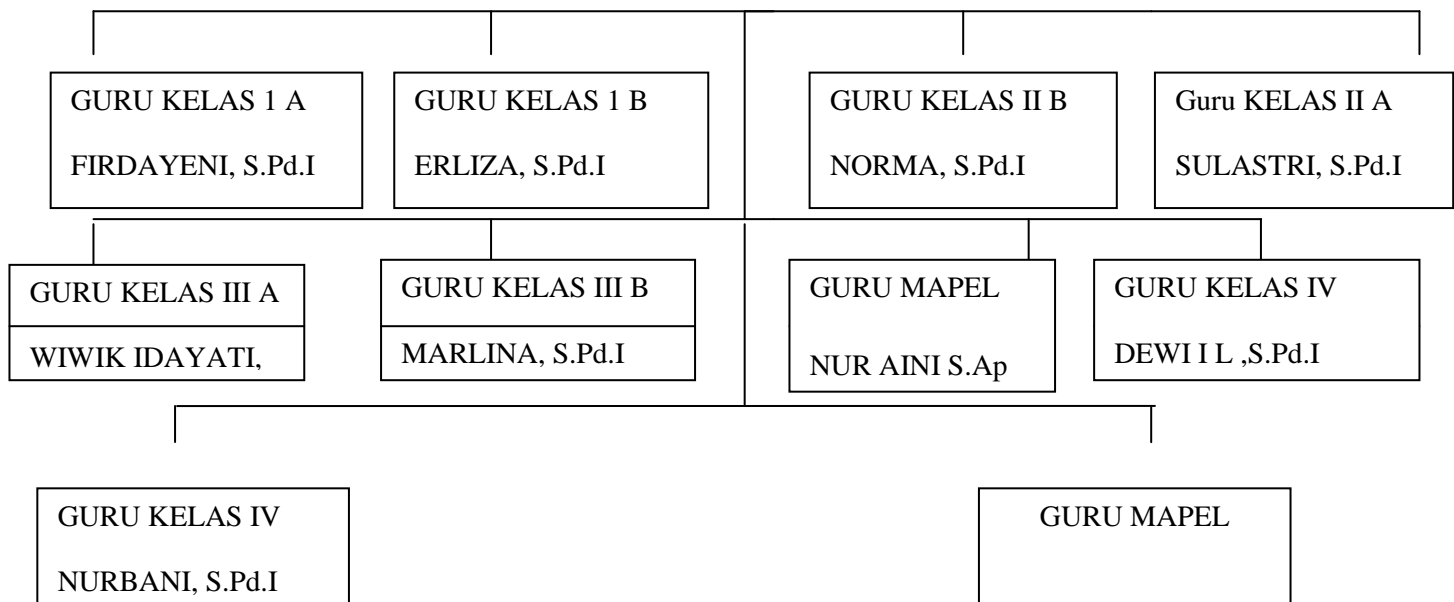 GURU KELAS 1 A
FIRDAYENI, S.Pd.I
GURU KELAS 1 B
ERLIZA, S.Pd.I
GURU KELAS II B
NORMA, S.Pd.I
Guru KELAS II A
SULASTRI, S.Pd.I
GURU KELAS III A
WIWIK IDAYATI,
GURU KELAS III B
MARLINA, S.Pd.I
GURU MAPEL
NUR AINI S.Ap
GURU KELAS IV
DEWI I L ,S.Pd.I
GURU KELAS IV
NURBANI, S.Pd.I
GURU MAPEL